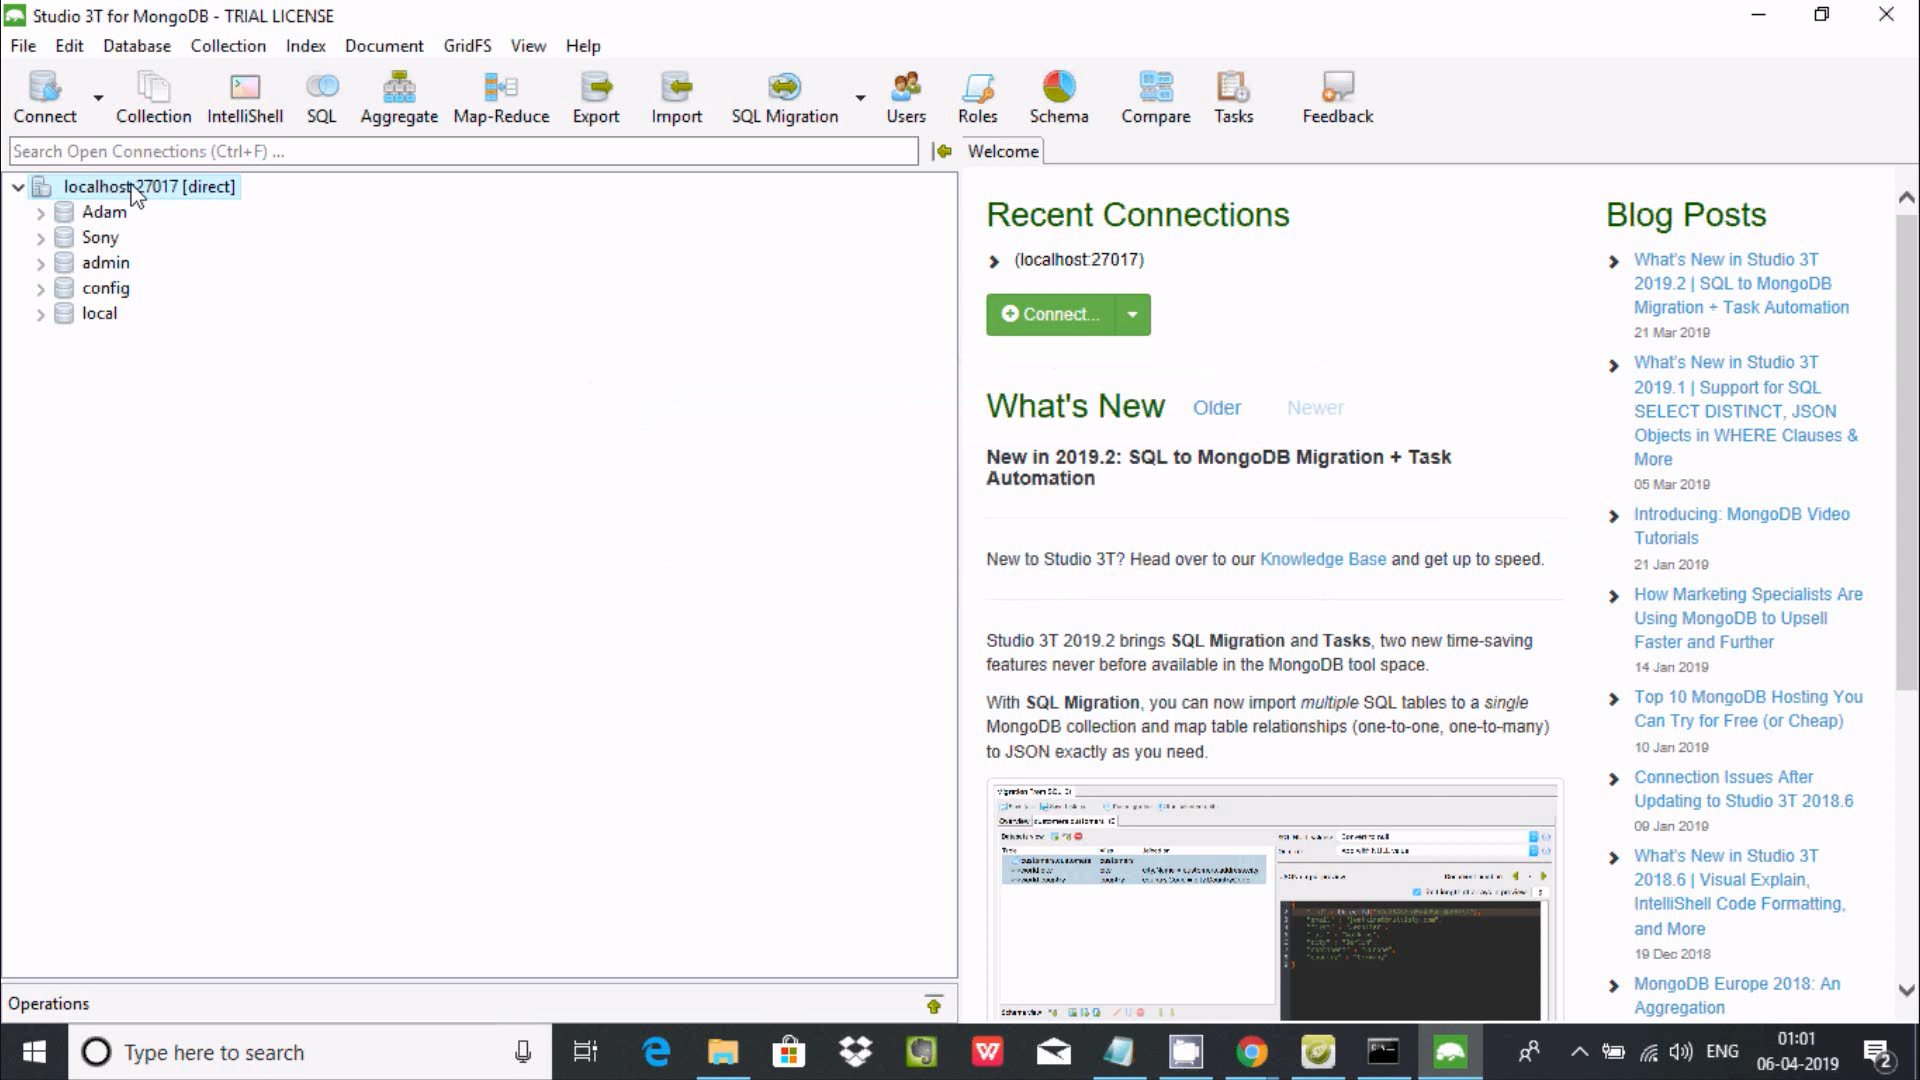 Studio 3T for MongoDB - TRIAL LICENSE
File Edit Database Collection Index Document GridFS View Help
Connect Collection IntelliShell SQL Aggregate Map-Reduce Export Import SQL Migration Users Roles Schema Compare Tasks Feedback
Search Open Connections (Ctrl+F) ...
Welcome
localhost:27017 [direct]
Adam
Sony
admin
config
local
Operations
Recent Connections
(localhost:27017)
Connect...
What's New Older Newer
New in 2019.2: SQL to MongoDB Migration + Task
Automation
New to Studio 3T? Head over to our Knowledge Base and get up to speed.
Studio 3T 2019.2 brings SQL Migration and Tasks, two new time-saving
features never before available in the MongoDB tool space.
With SQL Migration, you can now import multiple SQL tables to a single
MongoDB collection and map table relationships (one-to-one, one-to-many)
to JSON exactly as you need.
Blog Posts
What's New in Studio 3T
2019.2 | SQL to MongoDB
Migration + Task Automation
21 Mar 2019
What's New in Studio 3T
2019.1 | Support for SQL
SELECT DISTINCT, JSON
Objects in WHERE Clauses &
More
05 Mar 2019
Introducing: MongoDB Video
Tutorials
21 Jan 2019
How Marketing Specialists Are
Using MongoDB to Upsell
Faster and Further
14 Jan 2019
Top 10 MongoDB Hosting You
Can Try for Free (or Cheap)
10 Jan 2019
Connection Issues After
Updating to Studio 3T 2018.6
09 Jan 2019
What's New in Studio 3T
2018.6 | Visual Explain,
IntelliShell Code Formatting,
and More
19 Dec 2018
MongoDB Europe 2018: An
Aggregation
Type here to search
ENG
01:01
06-04-2019
2